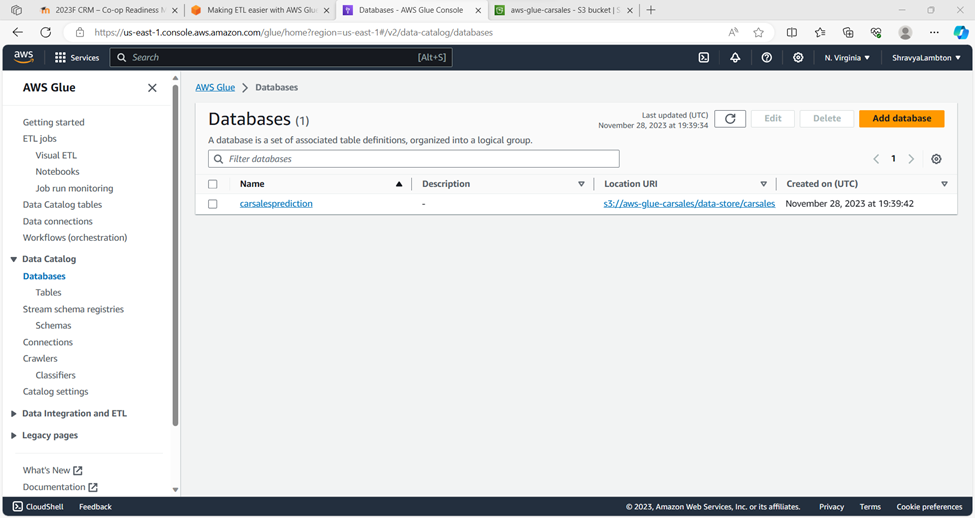 2023F CRM – Co-op Readiness M
Making ETL easier with AWS Glu
Databases - AWS Glue Console
aws-glue-carsales - S3 bucket | S
https://us-east-1.console.aws.amazon.com/glue/home?region=us-east-1#/v2/data-catalog/databases
aws
Services
Search
[Alt+S]
N. Virginia
ShravyaLambton
AWS Glue
Getting started
ETL jobs
Visual ETL
Notebooks
Job run monitoring
Data Catalog tables
Data connections
Workflows (orchestration)
Data Catalog
Databases
Tables
Stream schema registries
Schemas
Connections
Crawlers
Classifiers
Catalog settings
Data Integration and ETL
Legacy pages
What's New
Documentation
AWS Glue > Databases
Databases (1)
Last updated (UTC)
November 28, 2023 at 19:39:34
Edit
Delete
Add database
A database is a set of associated table definitions, organized into a logical group.
Filter databases
1
Name Description Location URI Created on (UTC)
carsalesprediction - s3://aws-glue-carsales/data-store/carsales November 28, 2023 at 19:39:42
CloudShell Feedback © 2023, Amazon Web Services, Inc. or its affiliates. Privacy Terms Cookie preferences